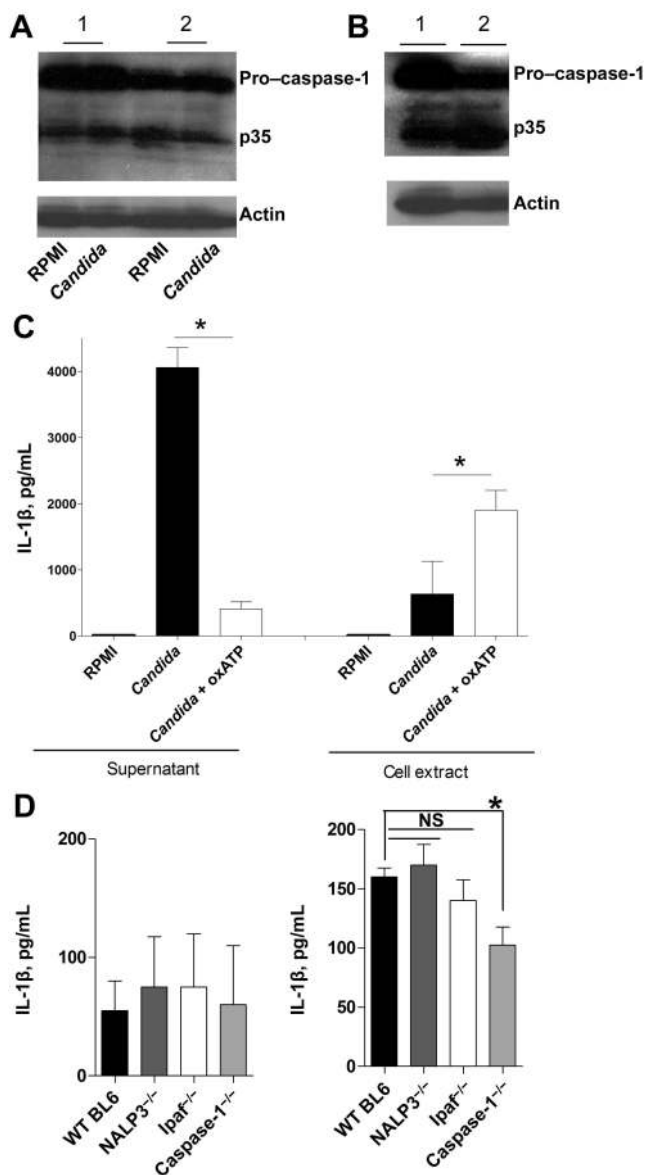 A
1 2
Pro–caspase-1
p35
Actin
RPMI Candida RPMI Candida
B
1 2
Pro–caspase-1
p35
Actin
C
IL-1β, pg/mL
4000
3000
2000
1000
0
*
*
RPMI Candida Candida + oxATP RPMI Candida Candida + oxATP
Supernatant Cell extract
D
IL-1β, pg/mL
200
100
0
WT BL6 NALP3–/– Ipaf–/– Caspase-1–/–
IL-1β, pg/mL
200
150
100
50
0
*
NS
WT BL6 NALP3–/– Ipaf–/– Caspase-1–/–